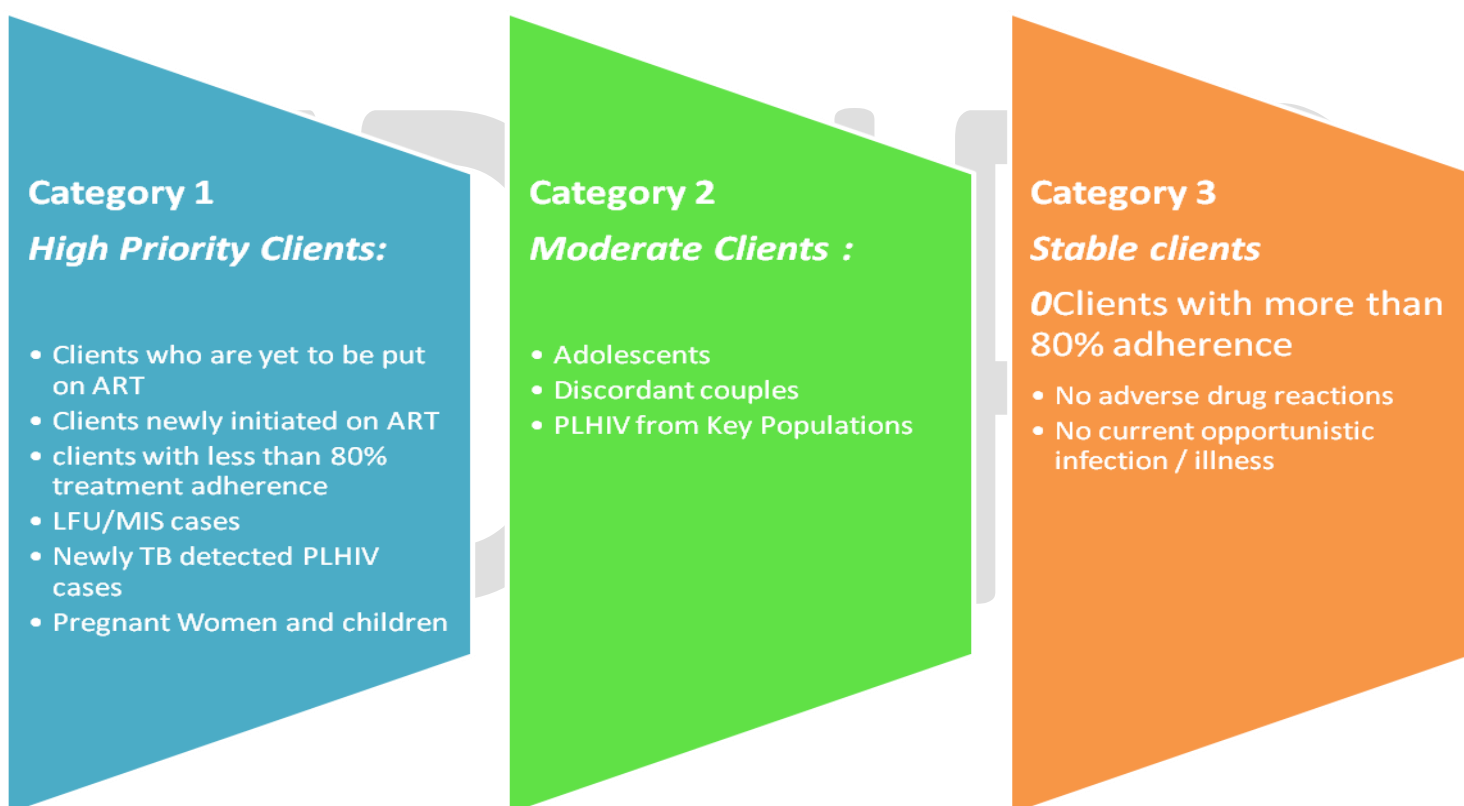 Category 1
High Priority Clients:
• Clients who are yet to be put
on ART
• Clients newly initiated on ART
• clients with less than 80%
treatment adherence
• LFU/MIS cases
• Newly TB detected PLHIV
cases
• Pregnant Women and children
Category 2
Moderate Clients :
• Adolescents
• Discordant couples
• PLHIV from Key Populations
Category 3
Stable clients
0Clients with more than
80% adherence
• No adverse drug reactions
• No current opportunistic
infection / illness